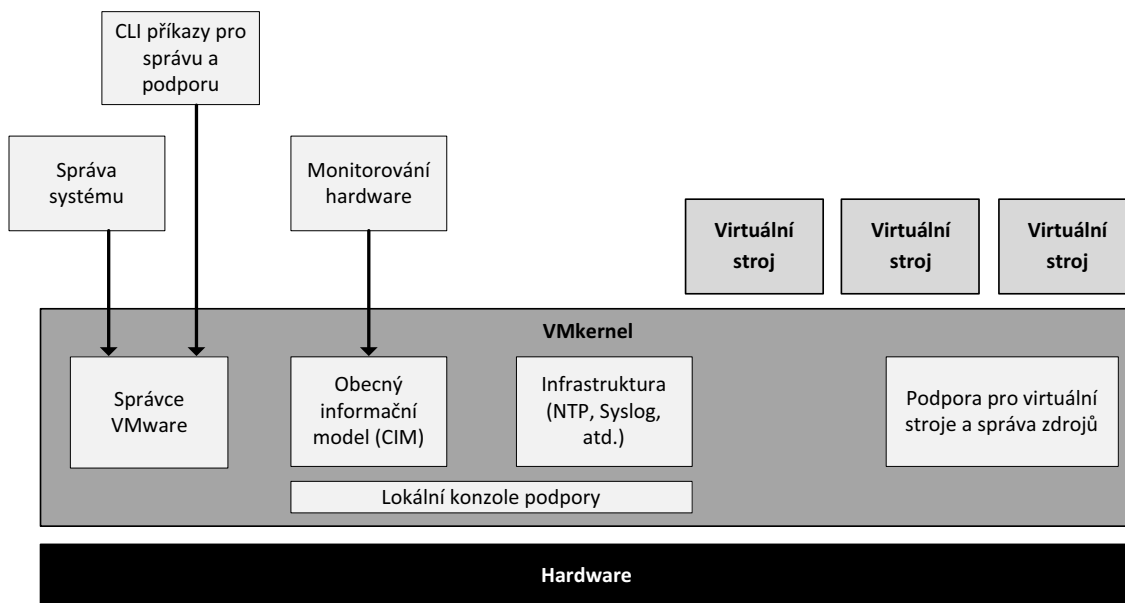 CLI příkazy pro
správu a
podporu
Správa
systému
Monitorování
hardware
Virtuální
stroj
Virtuální
stroj
Virtuální
stroj
VMkernel
Správce
VMware
Obecný
informační
model (CIM)
Infrastruktura
(NTP, Syslog,
atd.)
Podpora pro virtuální
stroje a správa zdrojů
Lokální konzole podpory
Hardware